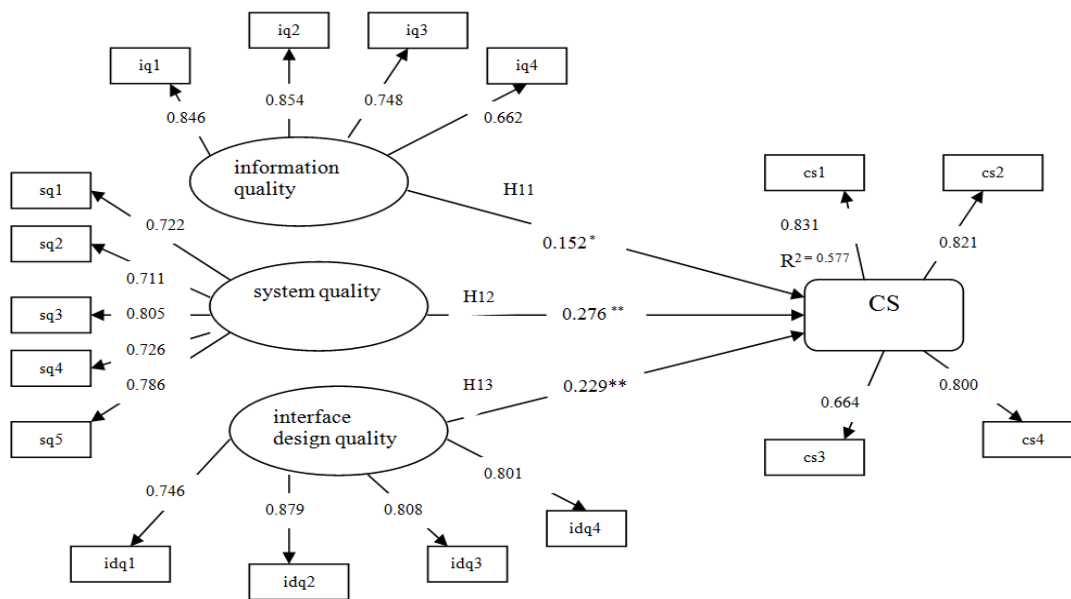 iq2
iq3
iq1
iq4
0.846
0.854
0.748
0.662
information
quality
H11
cs1
cs2
sq1
0.722
0.831
0.821
sq2
0.152*
R² = 0.577
0.711
system quality
H12
CS
sq3
0.805
0.276 **
sq4
0.726
0.786
H13
0.229**
0.800
0.664
sq5
interface
design quality
cs3
cs4
0.801
0.746
0.879
0.808
idq4
idq1
idq2
idq3